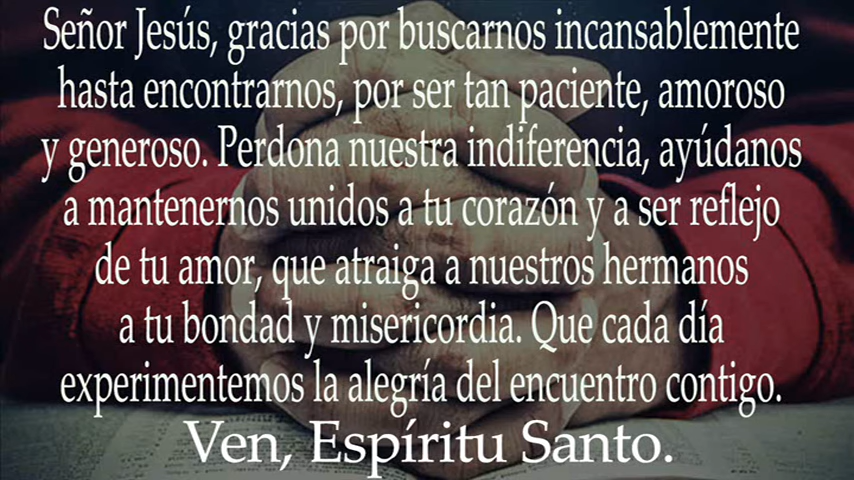 Señor Jesús, gracias por buscarnos incansablemente
hasta encontrarnos, por ser tan paciente, amoroso
y generoso. Perdona nuestra indiferencia, ayúdanos
a mantenernos unidos a tu corazón y a ser reflejo
de tu amor, que atraiga a nuestros hermanos
a tu bondad y misericordia. Que cada día
experimentemos la alegría del encuentro contigo.
Ven, Espíritu Santo.